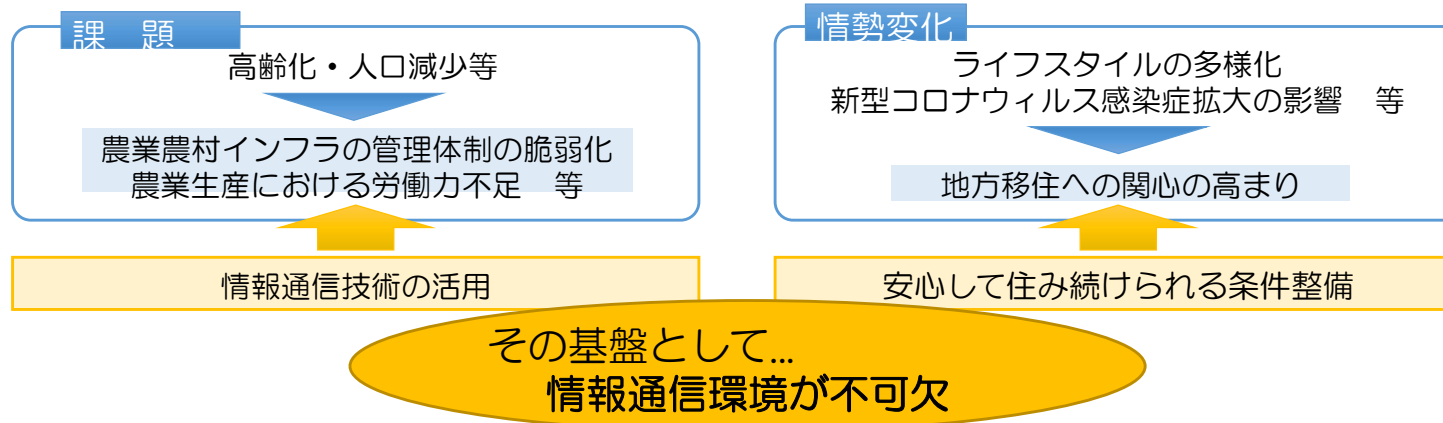 課　題
高齢化・人口減少等
農業農村インフラの管理体制の脆弱化
農業生産における労働力不足　等
情報通信技術の活用
情勢変化
ライフスタイルの多様化
新型コロナウィルス感染症拡大の影響　等
地方移住への関心の高まり
安心して住み続けられる条件整備
その基盤として…
情報通信環境が不可欠